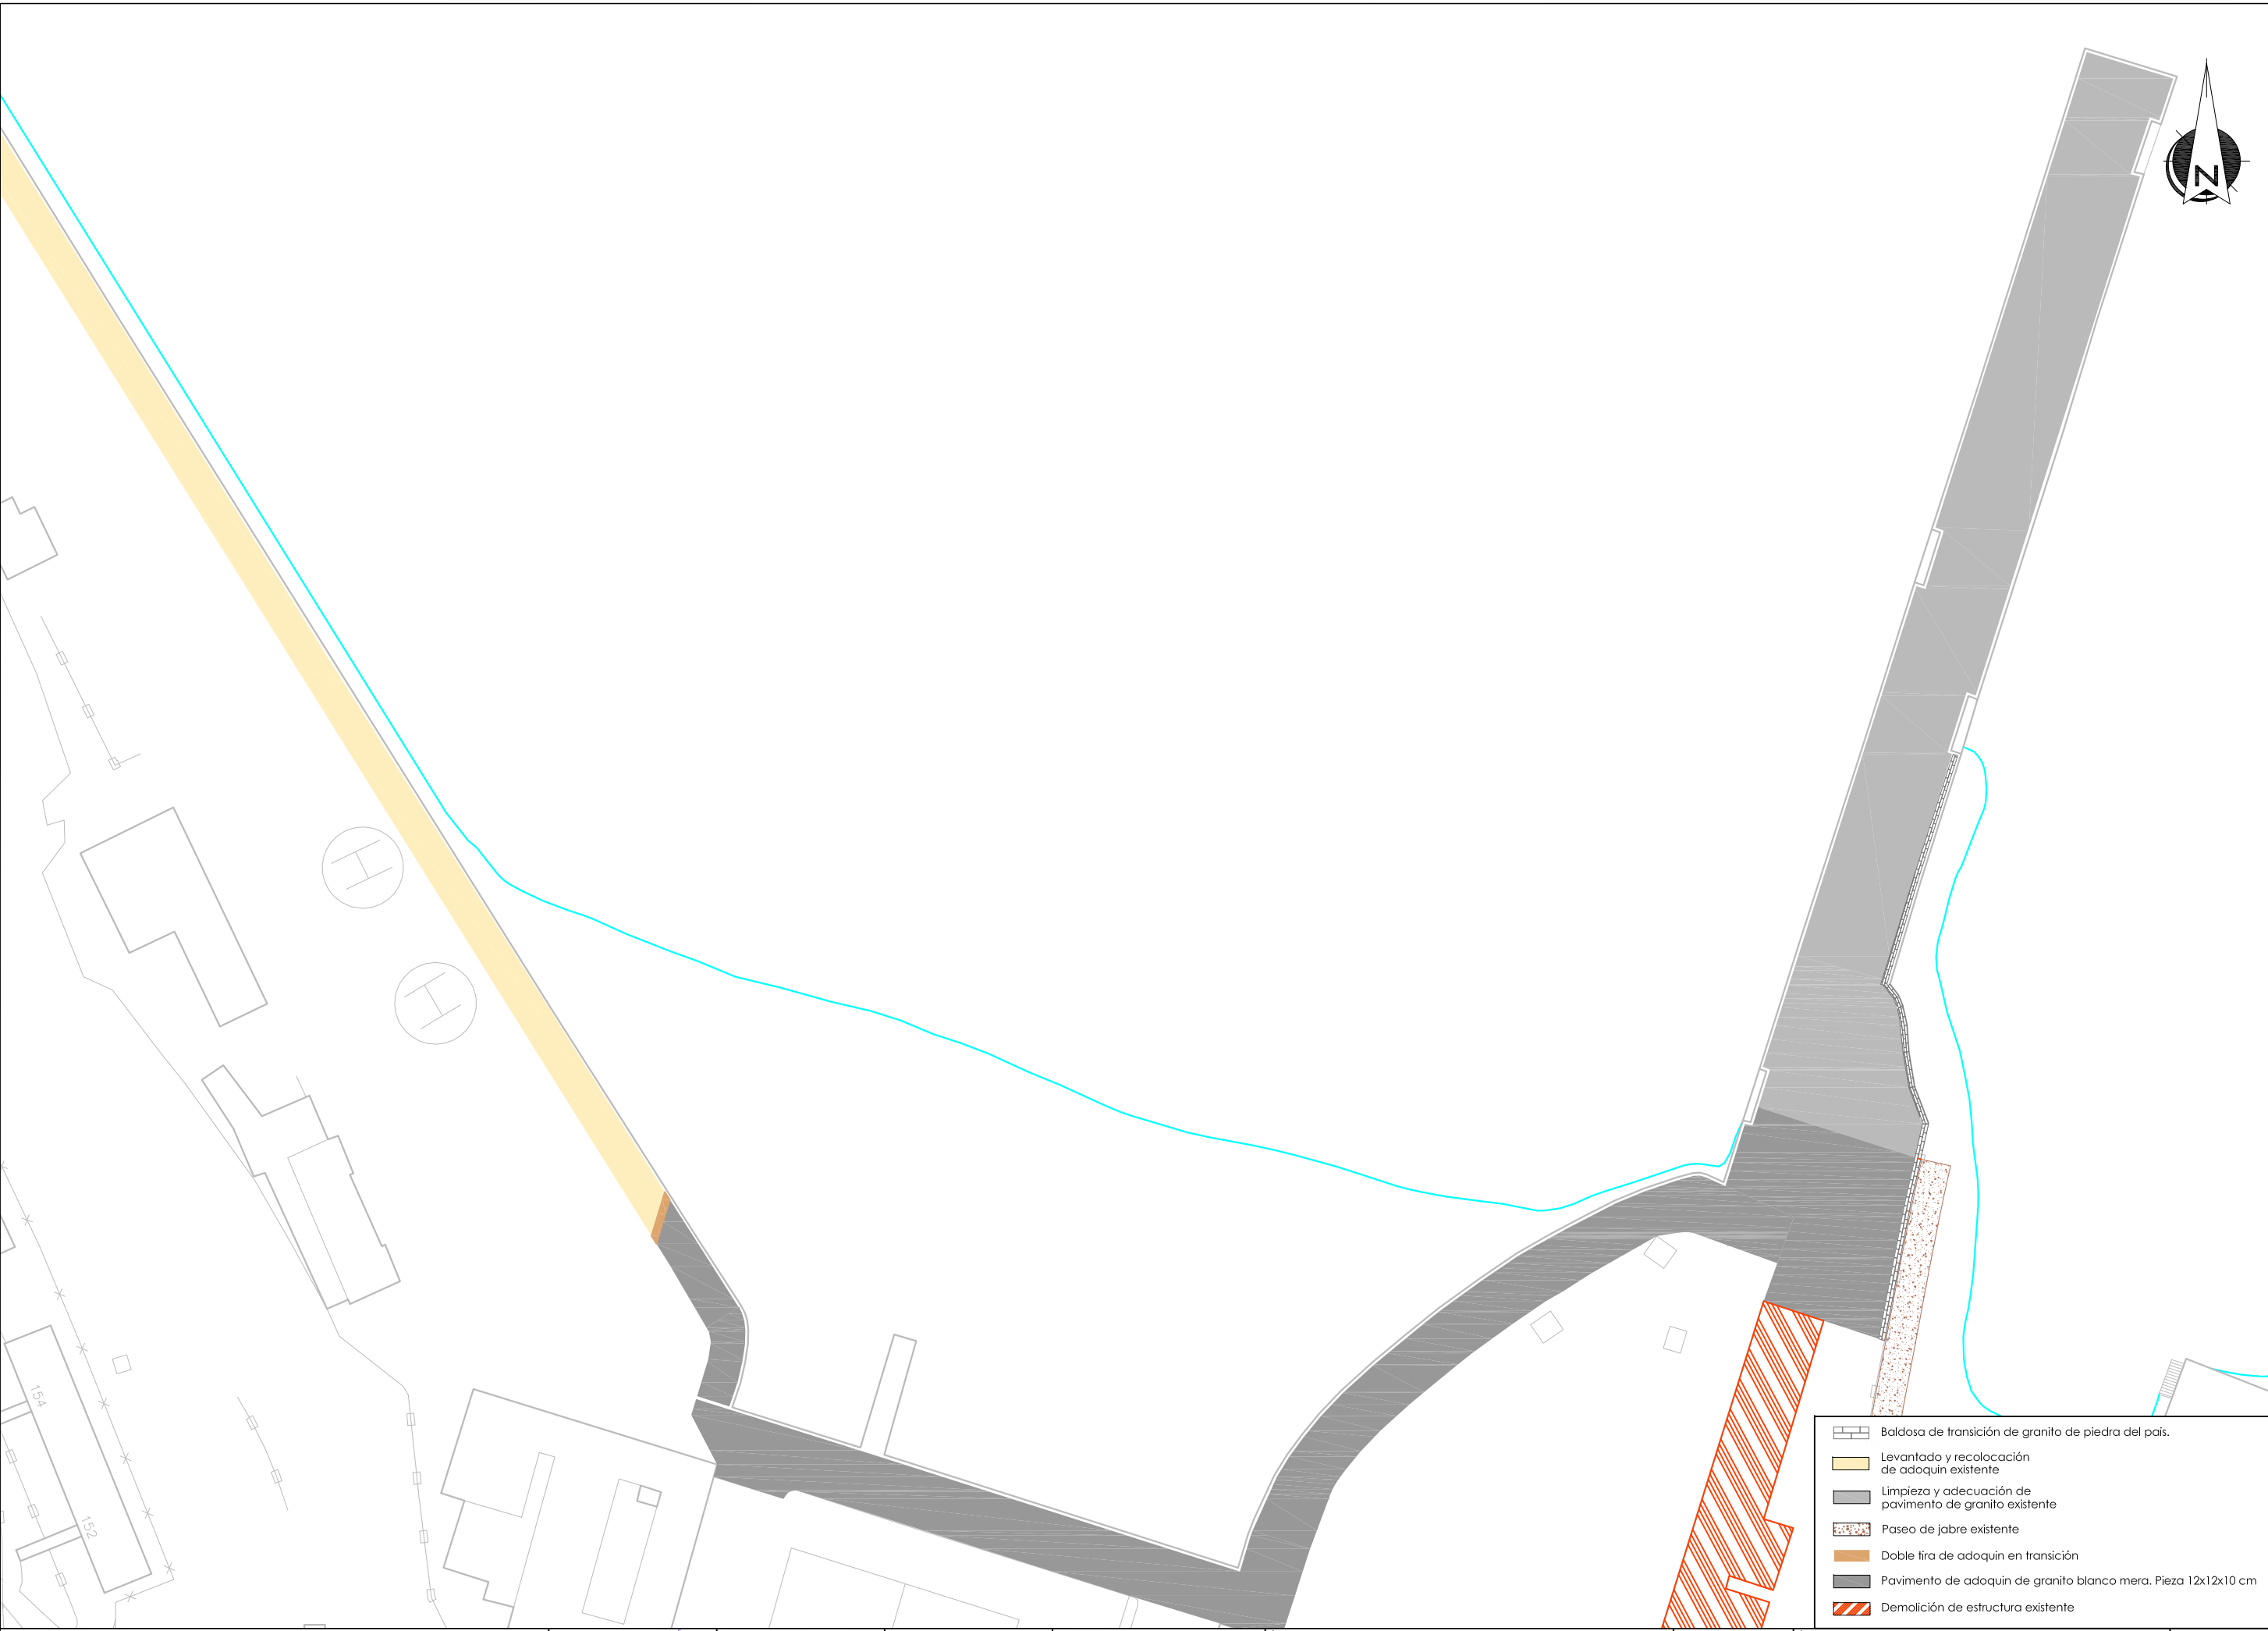 N
154
152
Baldosa de transición de granito de piedra del país.
Levantado y recolocación
de adoquín existente
Limpieza y adecuación de
pavimento de granito existente
Paseo de jabre existente
Doble tira de adoquín en transición
Pavimento de adoquin de granito blanco mera. Pieza 12x12x10 cm
Demolición de estructura existente